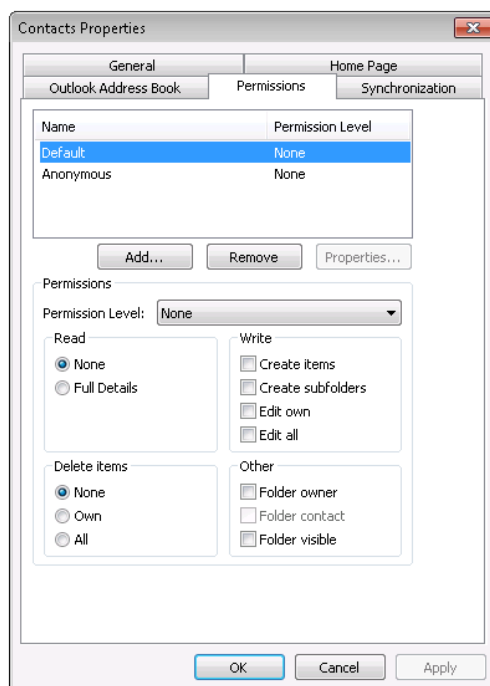 Contacts Properties
General Home Page
Outlook Address Book Permissions Synchronization
Name Permission Level
Default None
Anonymous None
Add... Remove Properties...
Permissions
Permission Level: None
Read Write
None Create items
Full Details Create subfolders
Edit own
Edit all
Delete items Other
None Folder owner
Own Folder contact
All Folder visible
OK Cancel Apply